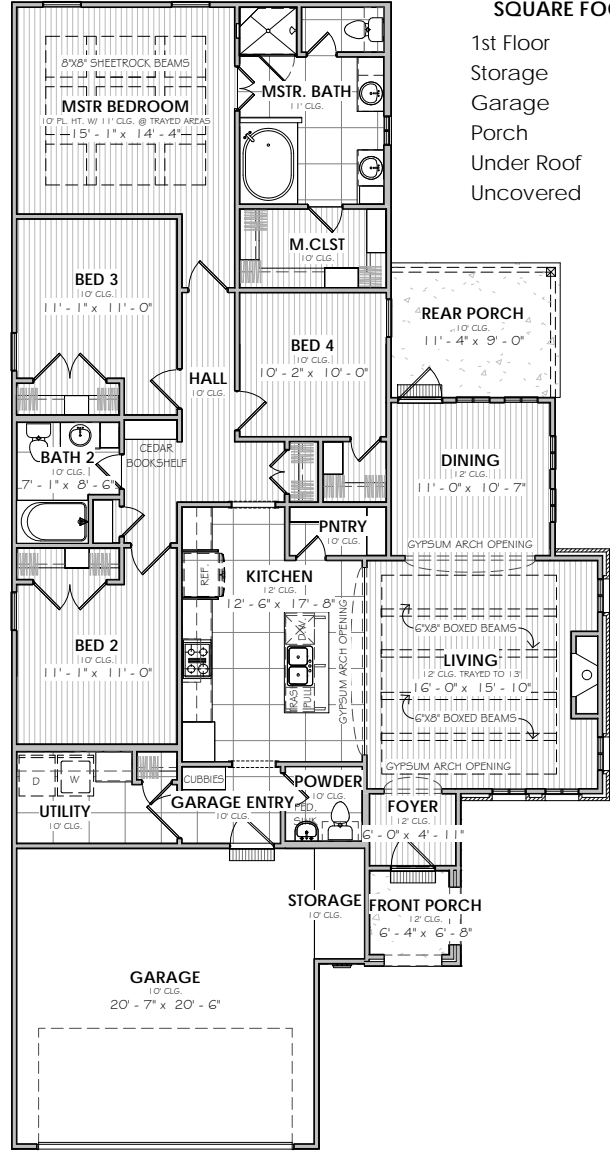 SQUARE FOO
1st Floor
Storage
Garage
Porch
Under Roof
Uncovered
8"X8" SHEETROCK BEAMS
MSTR BEDROOM
10' PL. HT. W/ 11' CLG. @ TRAYED AREAS
15' - 1" x 14' - 4"
MSTR. BATH
11' CLG.
M.CLST
10' CLG.
BED 3
10' CLG.
11' - 1" x 11' - 0"
HALL
10' CLG.
BED 4
10' CLG.
10' - 2" x 10' - 0"
REAR PORCH
10' CLG.
11' - 4" x 9' - 0"
BATH 2
10' CLG.
7' - 1" x 8' - 6"
CEDAR
BOOKSHELF
DINING
12' CLG.
11' - 0" x 10' - 7"
GYPSUM ARCH OPENING
PNTRY
10' CLG.
REF.
KITCHEN
12' CLG.
12' - 6" x 17' - 8"
D/W
TRASH
PULL
GYPSUM ARCH OPENING
BED 2
10' CLG.
11' - 1" x 11' - 0"
6"X8" BOXED BEAMS
LIVING
12' CLG. TRAYED TO 13'
16' - 0" x 15' - 10"
6"X8" BOXED BEAMS
GYPSUM ARCH OPENING
D
W
UTILITY
10' CLG.
CUBBIES
GARAGE ENTRY
10' CLG.
POWDER
10' CLG.
PED.
SINK
FOYER
12' CLG.
6' - 0" x 4' - 11"
STORAGE
10' CLG.
FRONT PORCH
12' CLG.
6' - 4" x 6' - 8"
GARAGE
10' CLG.
20' - 7" x 20' - 6"